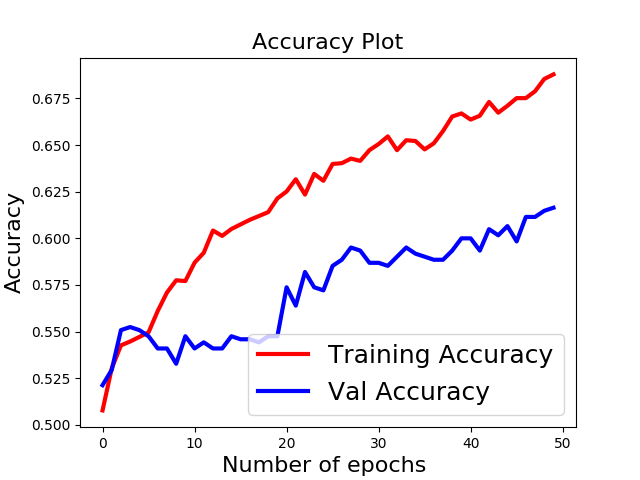 Accuracy Plot
Accuracy
0.675
0.650
0.625
0.600
0.575
0.550
0.525
0.500
Training Accuracy
Val Accuracy
0 10 20 30 40 50
Number of epochs